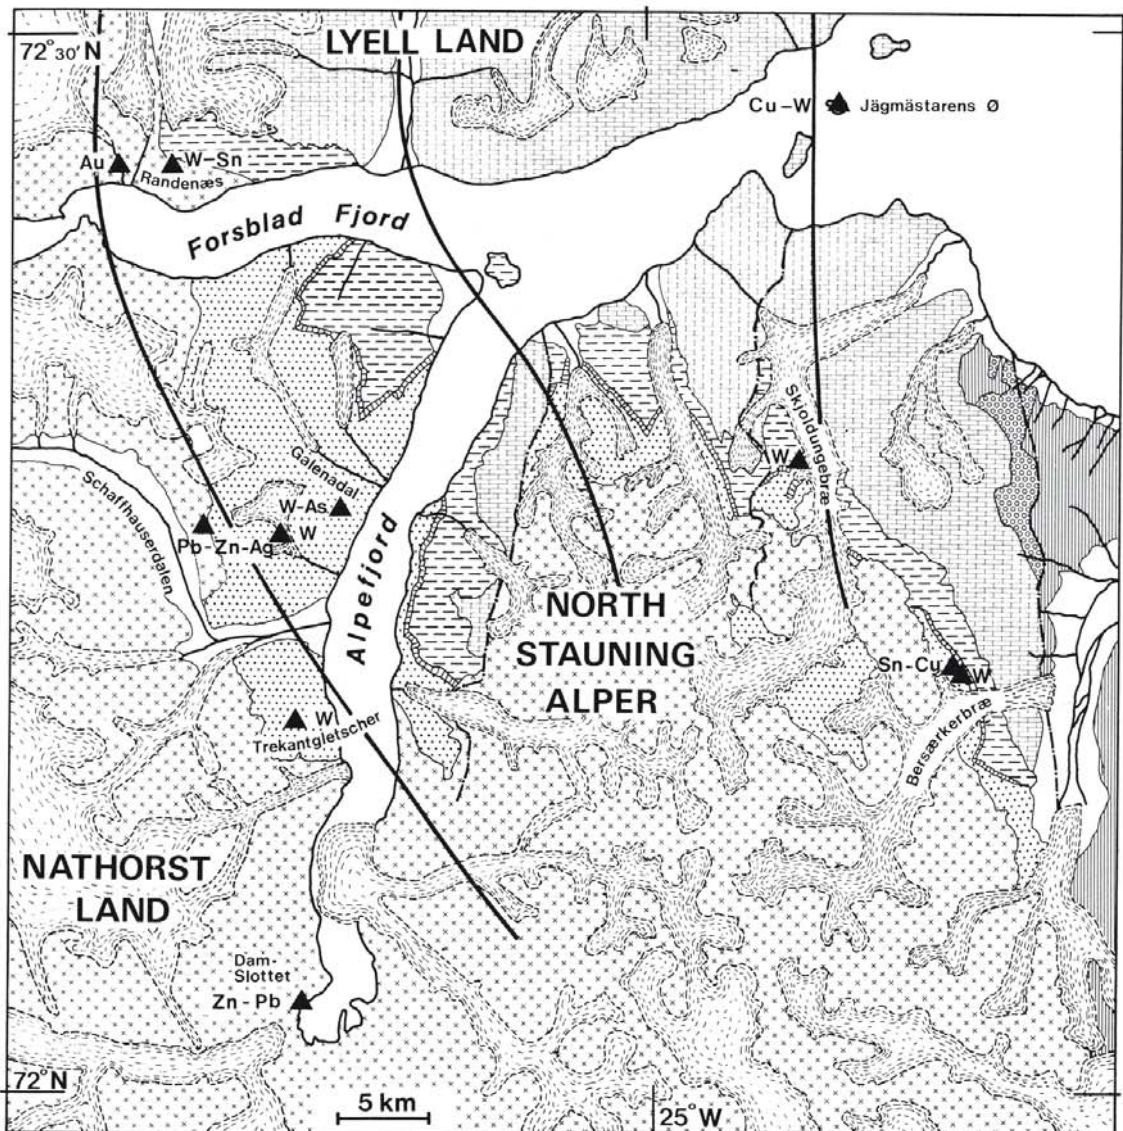 LYELL LAND
72°30′ N
Cu-W
Jägmästarens Ø
Au
W-Sn
Randenæs
Forsblad Fjord
Skjoldungebræ
W
Galenadal
Schaffhauserdalen
W-As
Pb-Zn-Ag
W
Alpefjord
NORTH
STAUNING
ALPER
Sn-Cu
W
Bersærkerbræ
W
Trekantgletscher
NATHORST
LAND
Dam-
Slottet
Zn-Pb
72°N
5 km
25°W